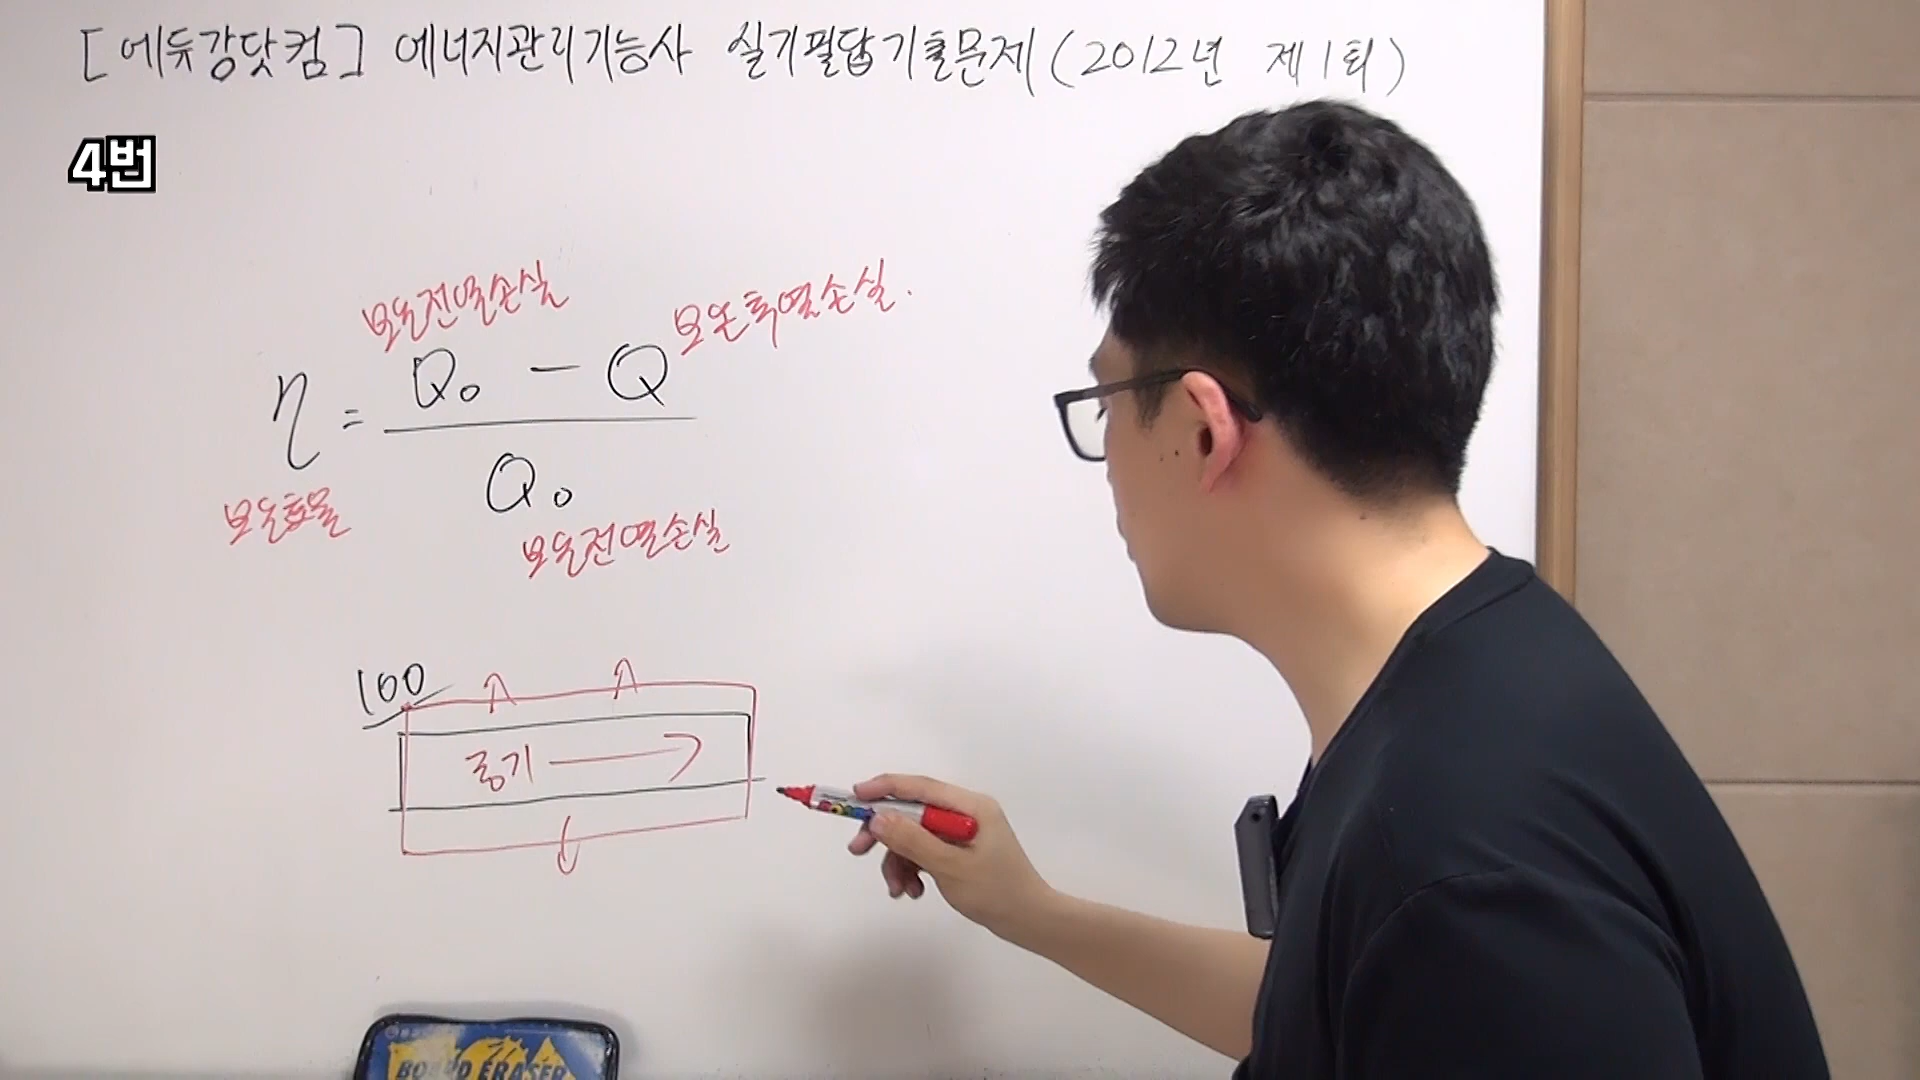 [에듀강닷컴] 에너지관리기능사 실기필답기출문제(2012년 제1회)
4번
보온전열손실 보온후열손실.
η = Q₀ - Q
Q₀
보온효율
보온전열손실
100
증기
BOARD ERASER